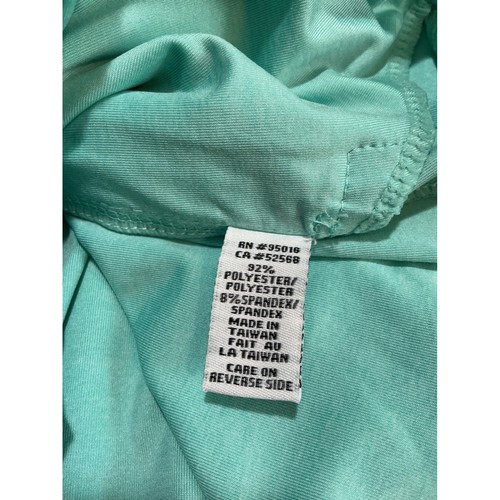 RN #95016
CA #52568
92%
POLYESTER/
POLYESTER
8% SPANDEX/
SPANDEX
MADE IN
TAIWAN
FAIT AU
LA TAIWAN
CARE ON
REVERSE SIDE